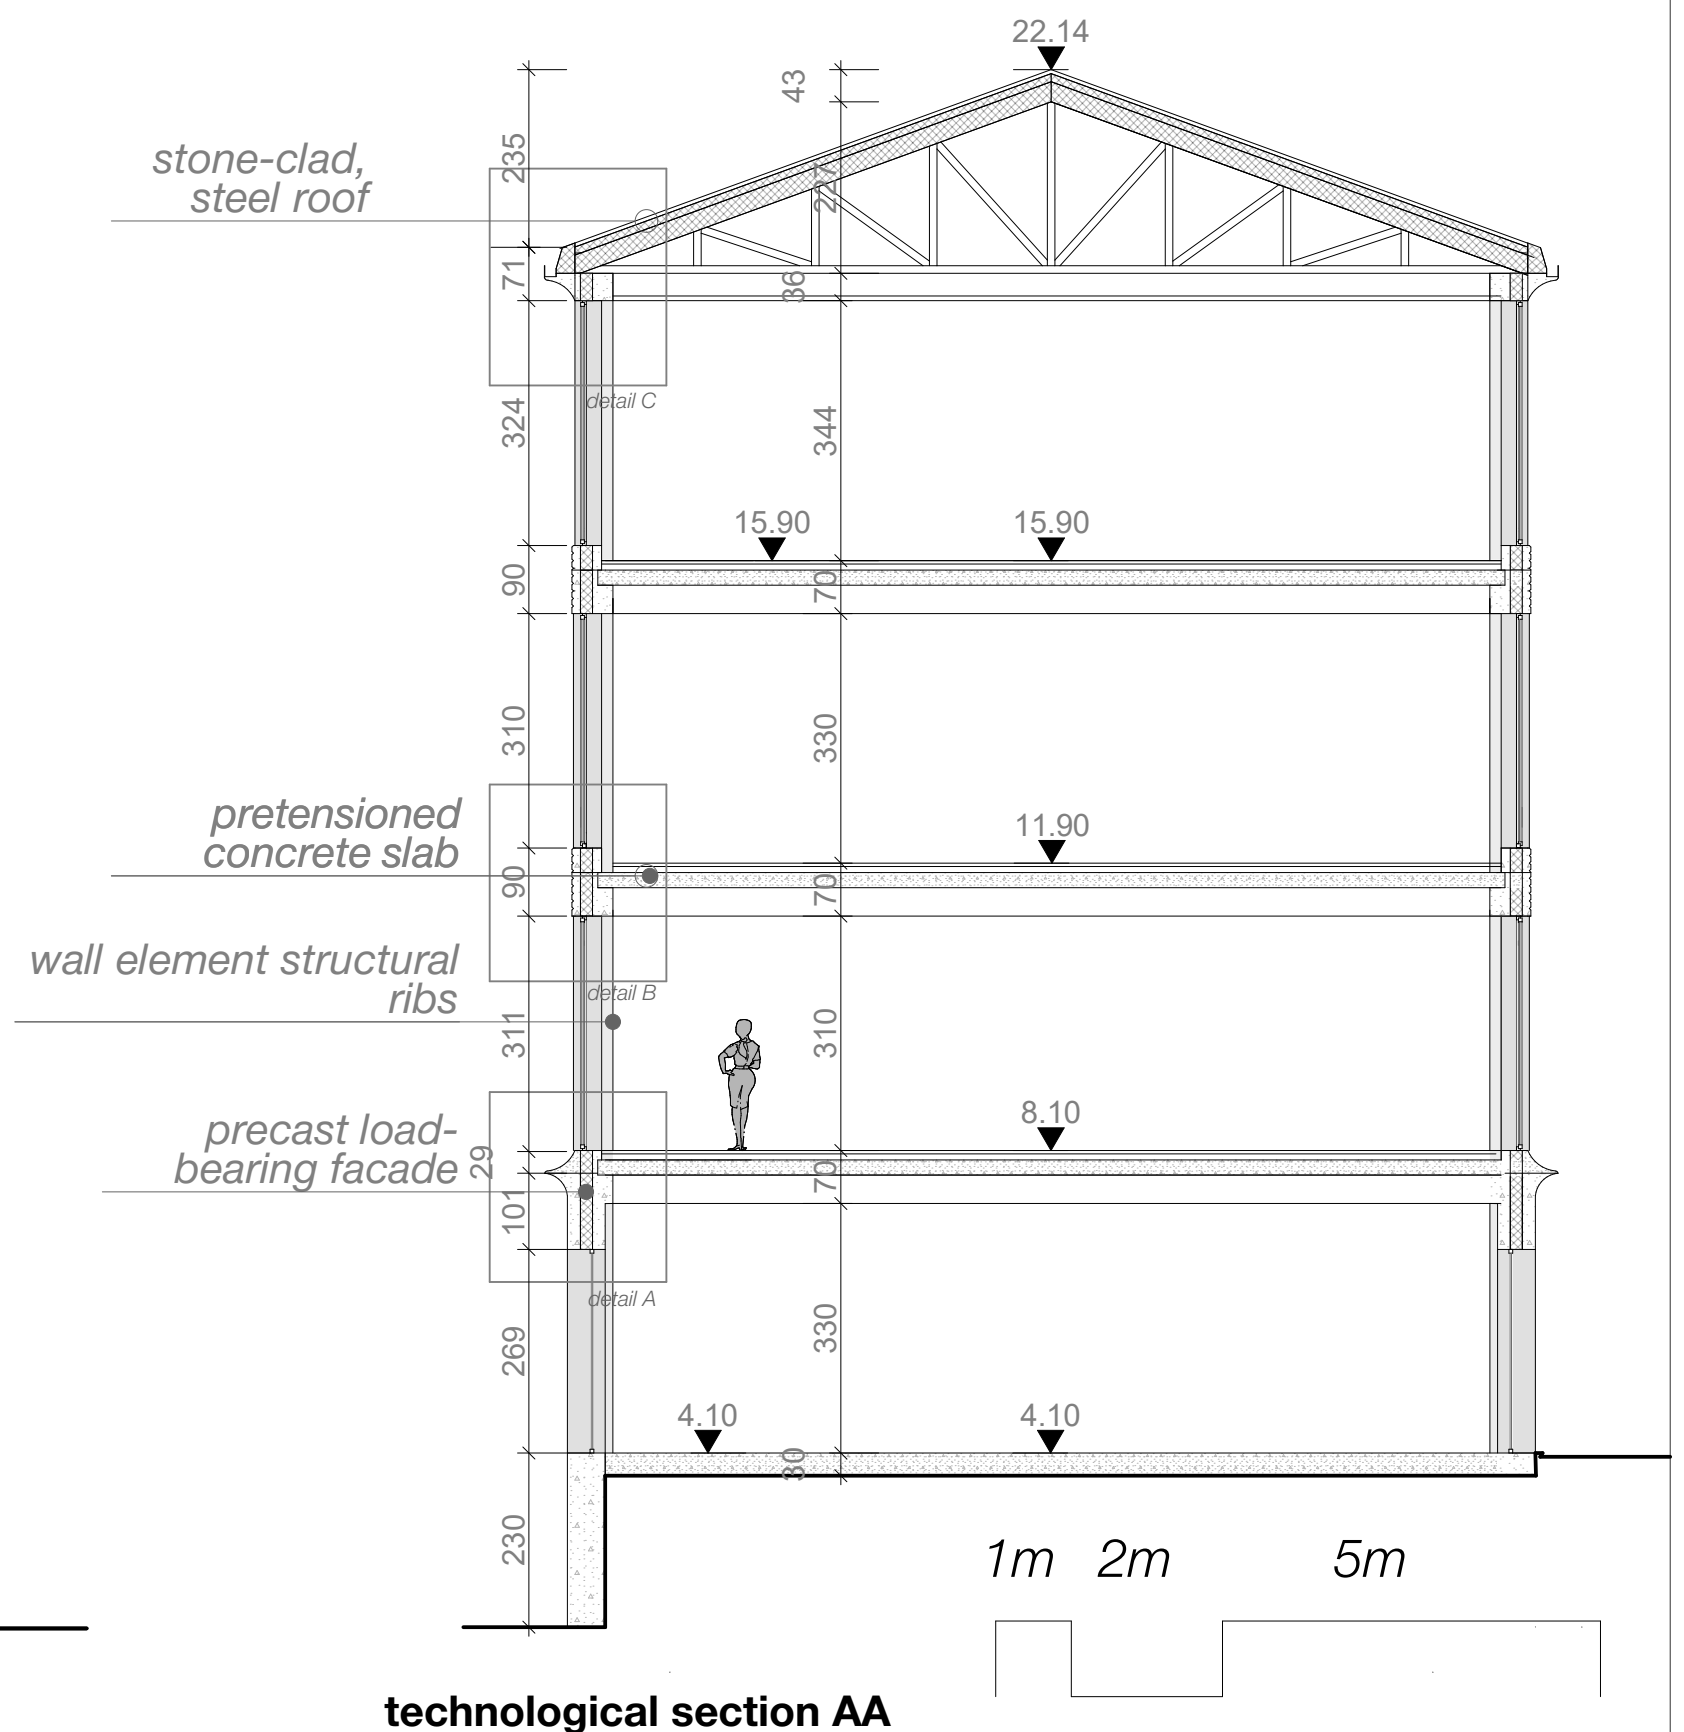 22.14
43
235
stone-clad,
steel roof
227
71
36
detail C
324
344
15.90
15.90
90
70
310
330
pretensioned
concrete slab
11.90
90
70
wall element structural
ribs
detail B
311
310
8.10
precast load-
bearing facade
29
70
101
detail A
269
330
4.10
4.10
30
230
1m 2m 5m
technological section AA